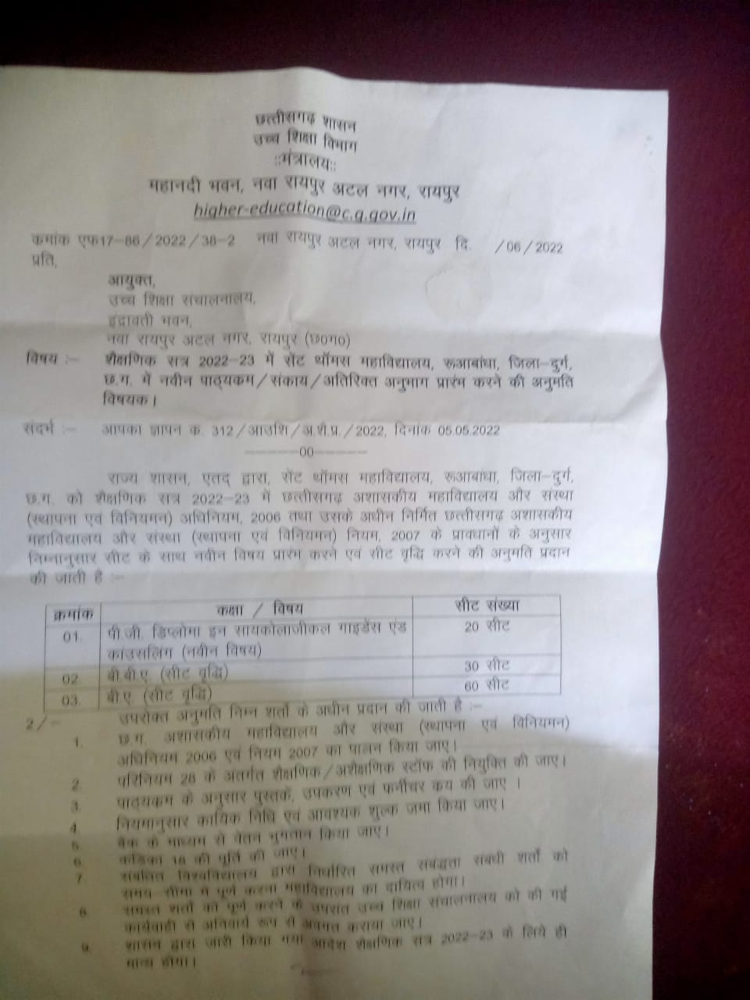 छत्तीसगढ़ शासन
उच्च शिक्षा विभाग
::मंत्रालय::
महानदी भवन, नवा रायपुर अटल नगर, रायपुर
higher-education@c.g.gov.in
कमांक एफ17-86/2022/38-2 नवा रायपुर अटल नगर, रायपुर दि. /06/2022
प्रति,
आयुक्त,
उच्च शिक्षा संचालनालय,
इंद्रावती भवन,
नवा रायपुर अटल नगर, रायपुर (छ0ग0)
विषय :- शैक्षणिक सत्र 2022-23 में सेंट थॉमस महाविद्यालय, रूआबांधा, जिला-दुर्ग,
छ.ग. में नवीन पाठ्यकम/संकाय/अतिरिक्त अनुभाग प्रारंभ करने की अनुमति
विषयक।
संदर्भ :- आपका ज्ञापन क. 312/आउशि/अ.शै.प्र./2022, दिनांक 05.05.2022
------00------
राज्य शासन, एतद् द्वारा, सेंट थॉमस महाविद्यालय, रूआबांधा, जिला-दुर्ग,
छ.ग. को शैक्षणिक सत्र 2022-23 में छत्तीसगढ़ अशासकीय महाविद्यालय और संस्था
(स्थापना एवं विनियमन) अधिनियम, 2006 तथा उसके अधीन निर्मित छत्तीसगढ़ अशासकीय
महाविद्यालय और संस्था (स्थापना एवं विनियमन) नियम, 2007 के प्रावधानों के अनुसार
निम्नानुसार सीट के साथ नवीन विषय प्रारंभ करने एवं सीट वृद्धि करने की अनुमति प्रदान
की जाती है :-
क्रमांक कक्षा / विषय सीट संख्या
01. पी.जी. डिप्लोमा इन सायकोलाजीकल गाइडेंस एंड 20 सीट
कांउसलिंग (नवीन विषय)
02 बी.बी.ए. (सीट वृद्धि) 30 सीट
03. बी.ए. (सीट वृद्धि) 60 सीट
2/- उपरोक्त अनुमति निम्न शर्तो के अधीन प्रदान की जाती है :-
1. छ.ग. अशासकीय महाविद्यालय और संस्था (स्थापना एवं विनियमन)
अधिनियम 2006 एवं नियम 2007 का पालन किया जाए।
2. परिनियम 28 के अंतर्गत शैक्षणिक/अशैक्षणिक स्टॉफ की नियुक्ति की जाए।
3. पाठ्यकम के अनुसार पुस्तकें, उपकरण एवं फर्नीचर कय की जाए ।
4. नियमानुसार कायिक निधि एवं आवश्यक शुल्क जमा किया जाए।
5. बैंक के माध्यम से वेतन भुगतान किया जाए।
6. कंडिका 18 की पूर्ति की जाए।
7. संबंधित विश्वविद्यालय द्वारा निर्धारित समस्त संबंद्धता संबंधी शर्तो को
समय-सीमा में पूर्ण करना महाविद्यालय का दायित्व होगा।
8. समस्त शर्तो को पूर्ण करने के उपरांत उच्च शिक्षा संचालनालय को की गई
कार्यवाही से अनिवार्य रूप से अवगत कराया जाए।
9. शासन द्वारा जारी किया गया आदेश शैक्षणिक सत्र 2022-23 के लिये ही
मान्य होगा।